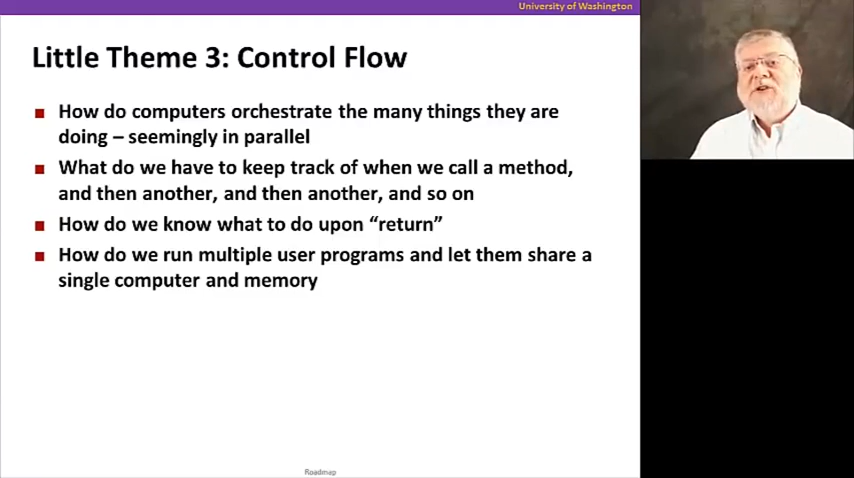 University of Washington
Little Theme 3: Control Flow
How do computers orchestrate the many things they are
doing – seemingly in parallel
What do we have to keep track of when we call a method,
and then another, and then another, and so on
How do we know what to do upon “return”
How do we run multiple user programs and let them share a
single computer and memory
Roadmap